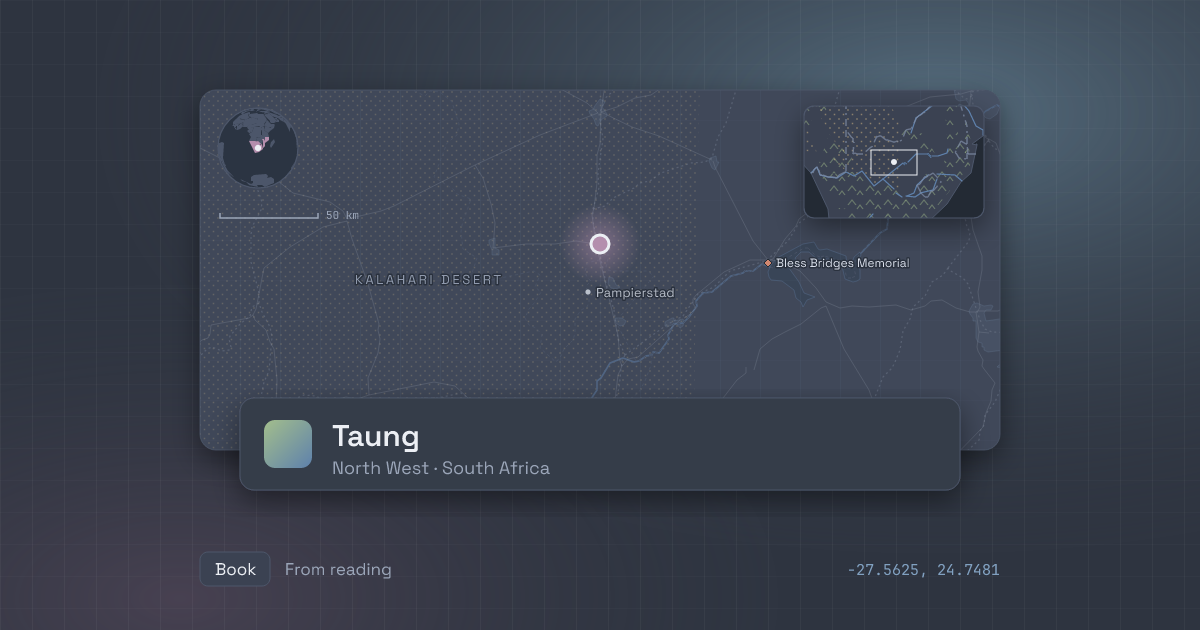 50 km
Bless Bridges Memorial
KALAHARI DESERT
Pampierstad
Taung
North West · South Africa
Book
From reading
-27.5625, 24.7481